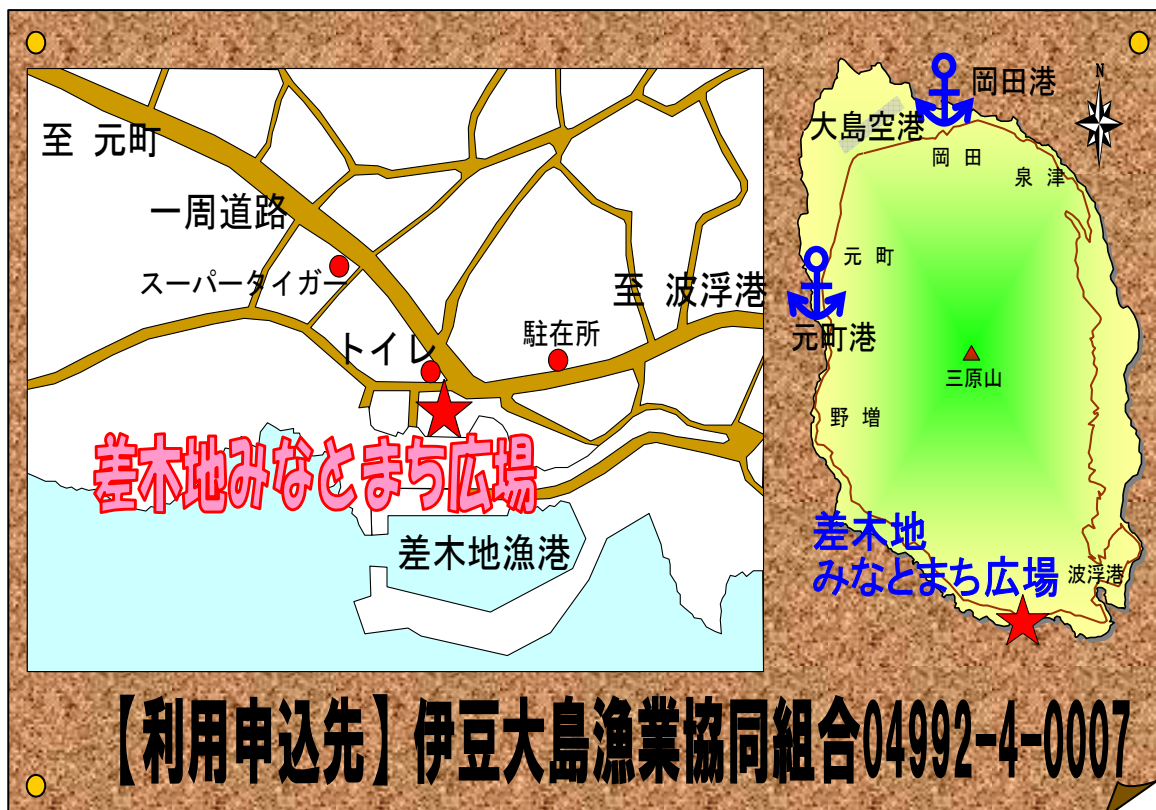 至 元町
一周道路
スーパータイガー
至 波浮港
トイレ
駐在所
差木地みなとまち広場
差木地漁港
岡田港
N
大島空港
岡 田
泉 津
元 町
元町港
三原山
野 増
差木地
みなとまち広場
波浮港
【利用申込先】伊豆大島漁業協同組合04992-4-0007